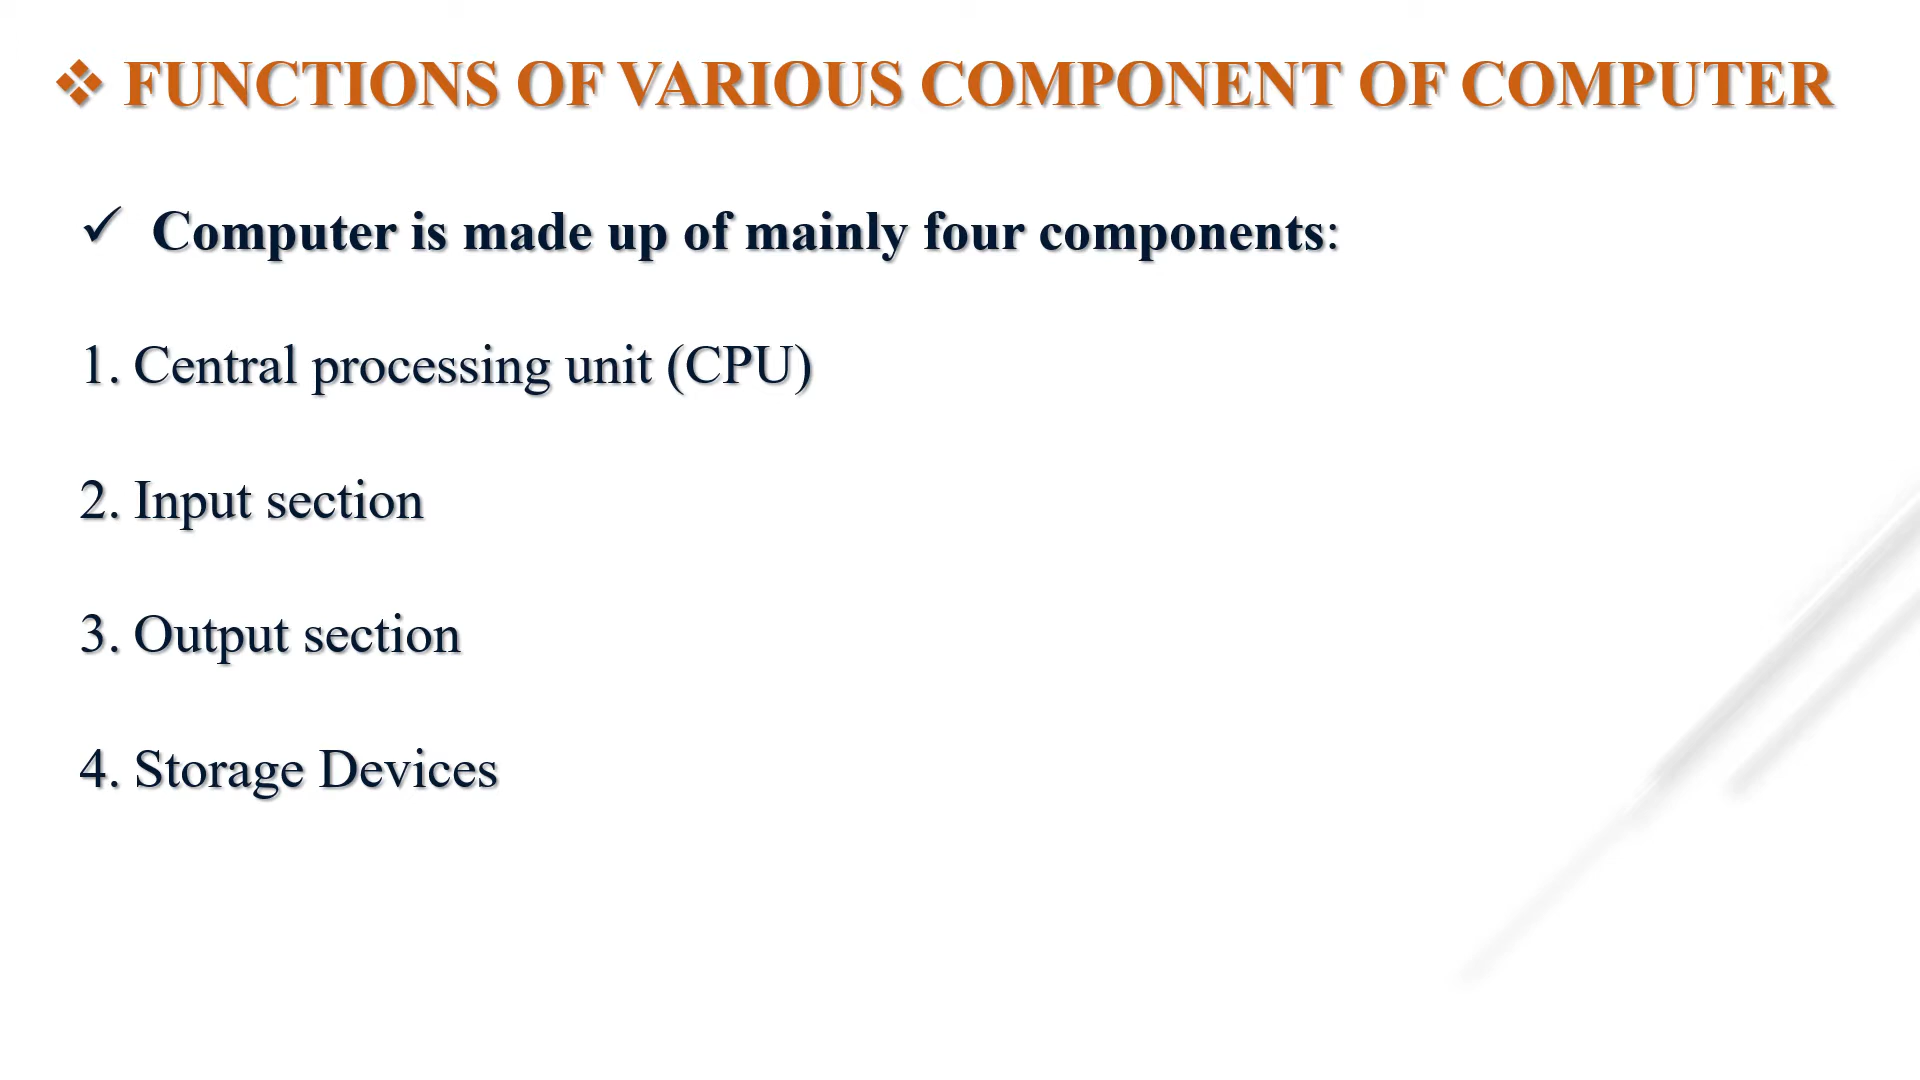 ❖ FUNCTIONS OF VARIOUS COMPONENT OF COMPUTER
✓ Computer is made up of mainly four components:
1. Central processing unit (CPU)
2. Input section
3. Output section
4. Storage Devices